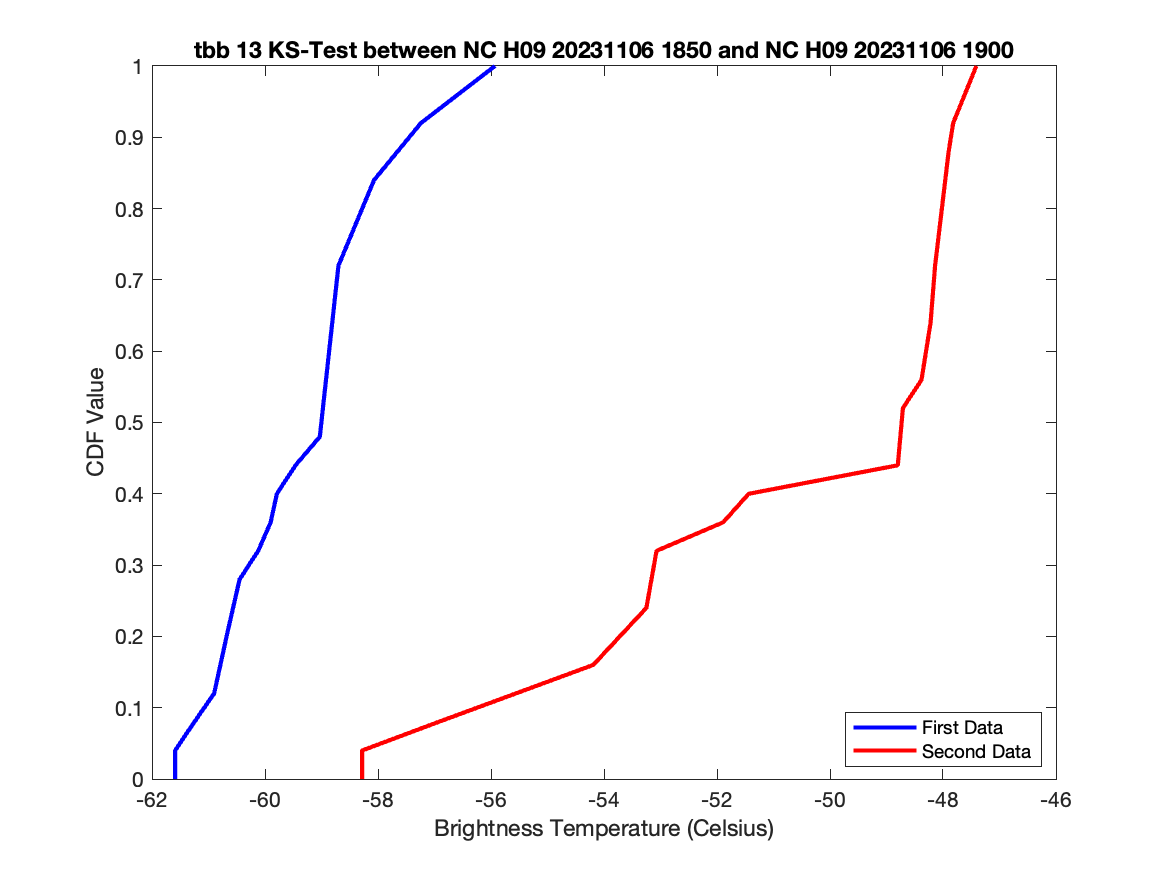 tbb 13 KS-Test between NC H09 20231106 1850 and NC H09 20231106 1900
1
0.9
0.8
0.7
0.6
0.5
0.4
0.3
0.2
0.1
0
CDF Value
First Data
Second Data
-62 -60 -58 -56 -54 -52 -50 -48 -46
Brightness Temperature (Celsius)